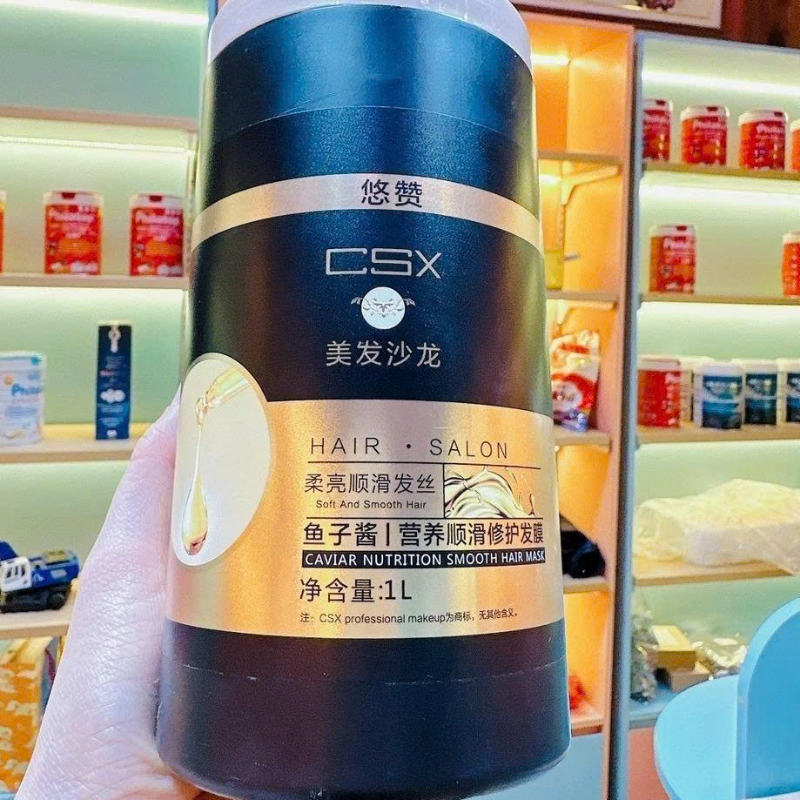 悠赞
CSX
美发沙龙
HAIR · SALON
柔亮顺滑发丝
Soft And Smooth Hair
鱼子酱 | 营养顺滑修护发膜
CAVIAR NUTRITION SMOOTH HAIR MASK
净含量:1L
注: CSX professional makeup为商标，无其他含义。